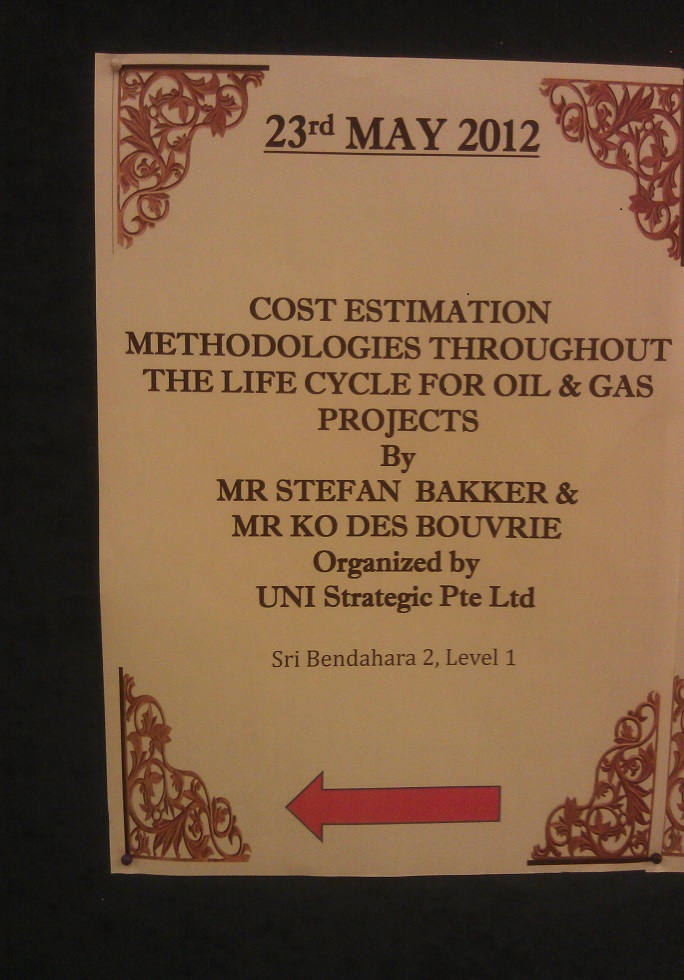 23rd MAY 2012
COST ESTIMATION
METHODOLOGIES THROUGHOUT
THE LIFE CYCLE FOR OIL & GAS
PROJECTS
By
MR STEFAN BAKKER &
MR KO DES BOUVRIE
Organized by
UNI Strategic Pte Ltd
Sri Bendahara 2, Level 1